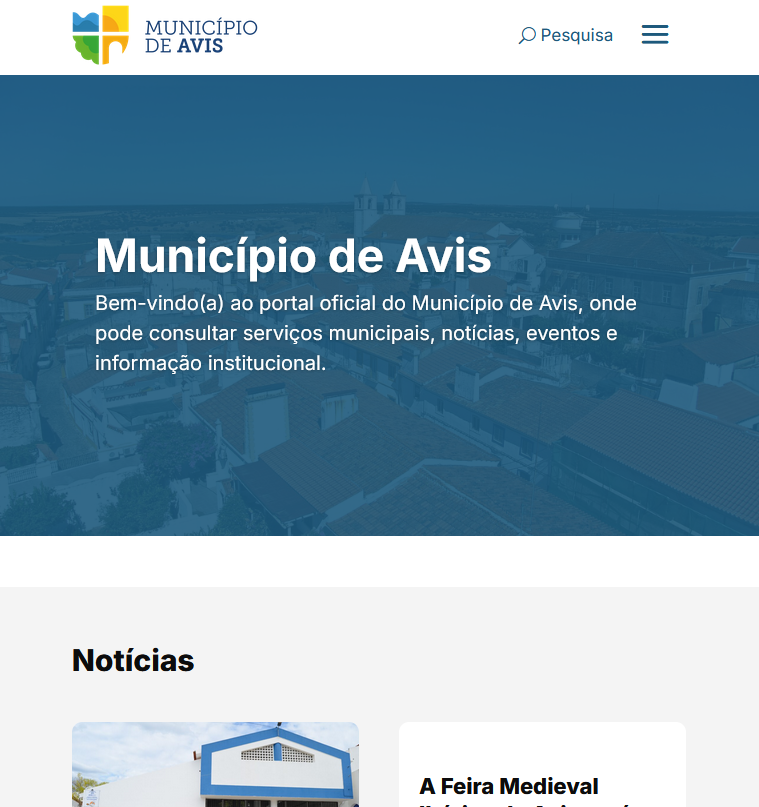 MUNICÍPIO
DE AVIS
Pesquisa
Município de Avis
Bem-vindo(a) ao portal oficial do Município de Avis, onde
pode consultar serviços municipais, notícias, eventos e
informação institucional.
Notícias
A Feira Medieval